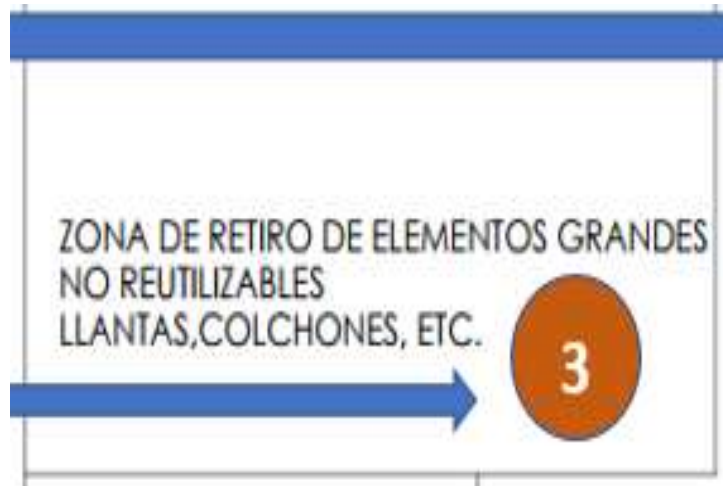 ZONA DE RETIRO DE ELEMENTOS GRANDES
NO REUTILIZABLES
LLANTAS,COLCHONES, ETC.
3